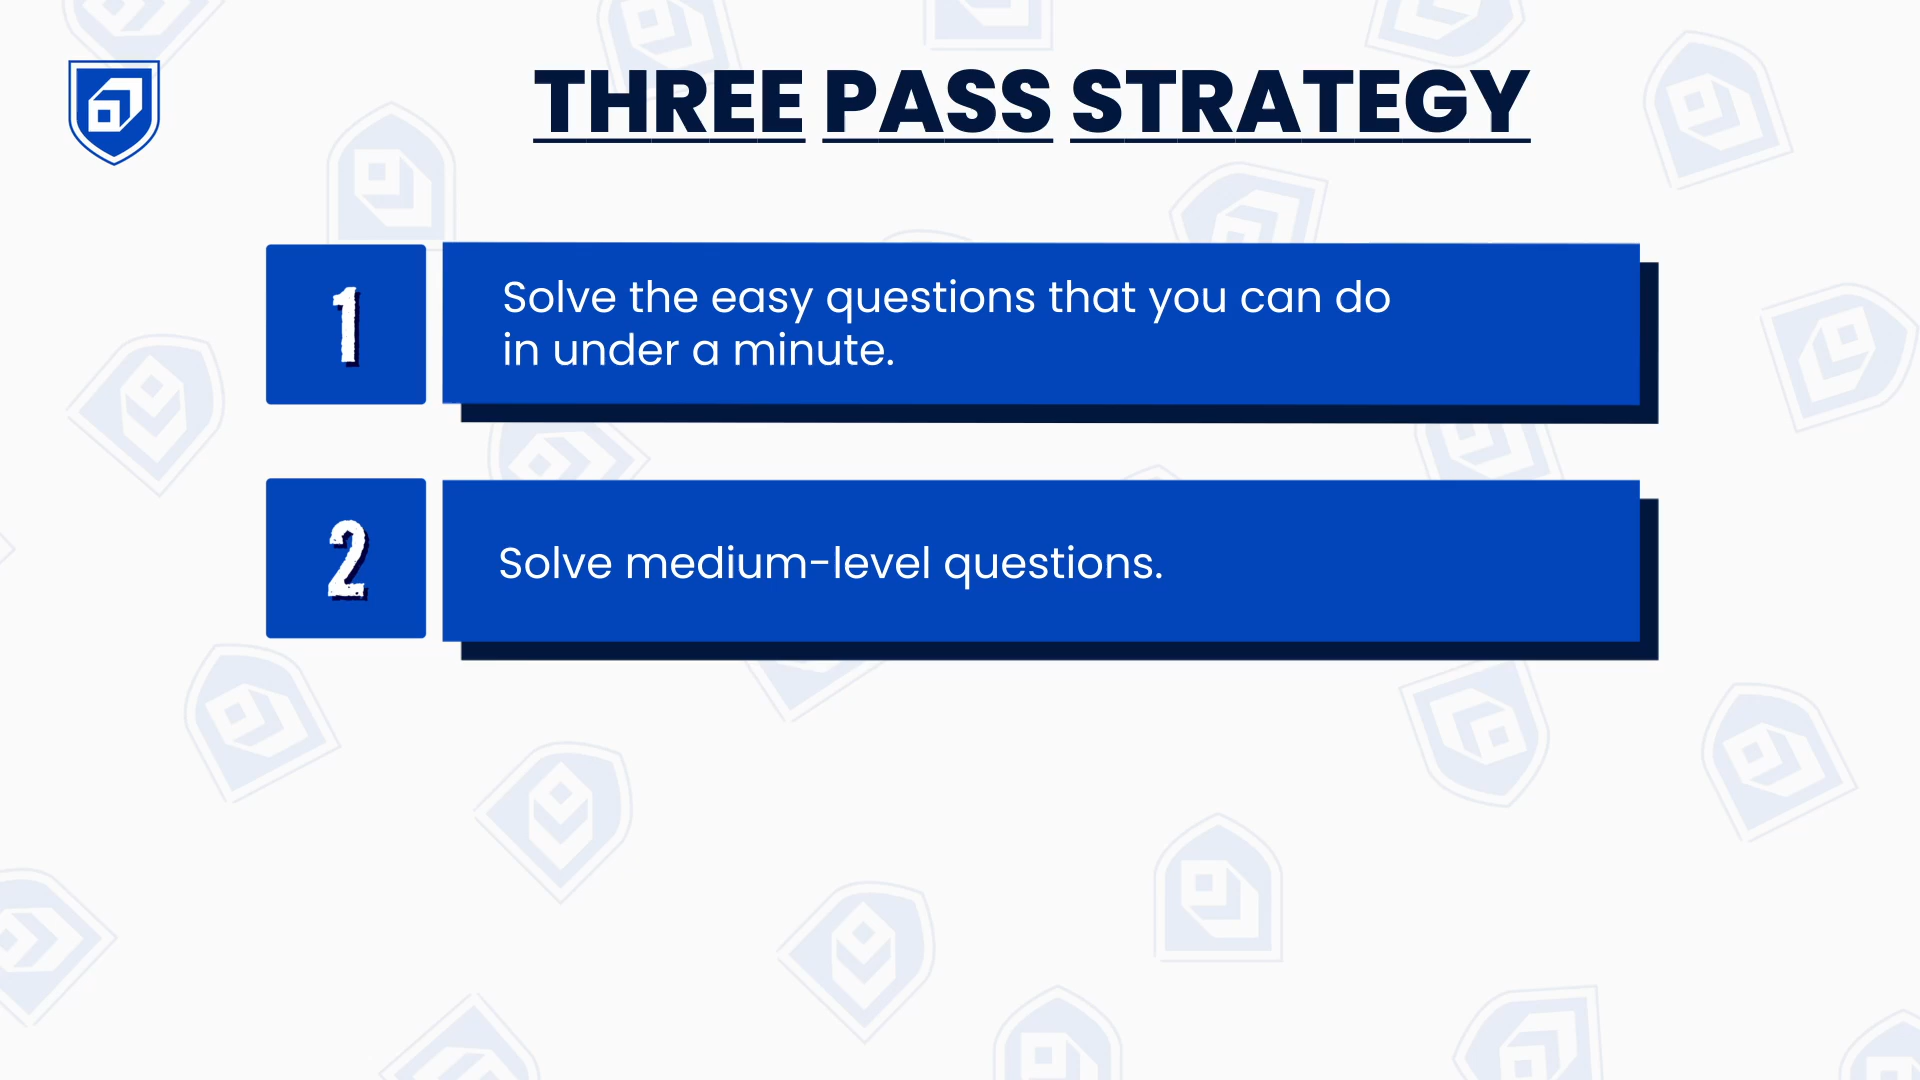 THREE PASS STRATEGY
1
Solve the easy questions that you can do
in under a minute.
2
Solve medium-level questions.